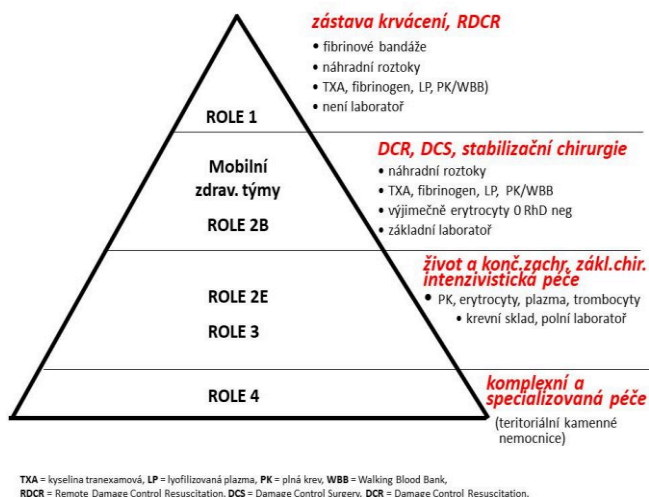 zástava krvácení, RDCR
• fibrinové bandáže
• náhradní roztoky
• TXA, fibrinogen, LP, PK/WBB)
• není laboratoř
ROLE 1
DCR, DCS, stabilizační chirurgie
• náhradní roztoky
• TXA, fibrinogen, LP, PK/WBB
• výjimečně erytrocyty 0 RhD neg
• základní laboratoř
Mobilní
zdrav. týmy
ROLE 2B
život a konč.zachr, zákl.chir.
intenzivistická péče
• PK, erytrocyty, plazma, trombocyty
• krevní sklad, polní laboratoř
ROLE 2E
ROLE 3
komplexní a
specializovaná péče
(teritoriální kamenné
nemocnice)
ROLE 4
TXA = kyselina tranexamová, LP = lyofilizovaná plazma, PK = plná krev, WBB = Walking Blood Bank,
RDCR = Remote Damage Control Resuscitation, DCS = Damage Control Surgery, DCR = Damage Control Resuscitation.